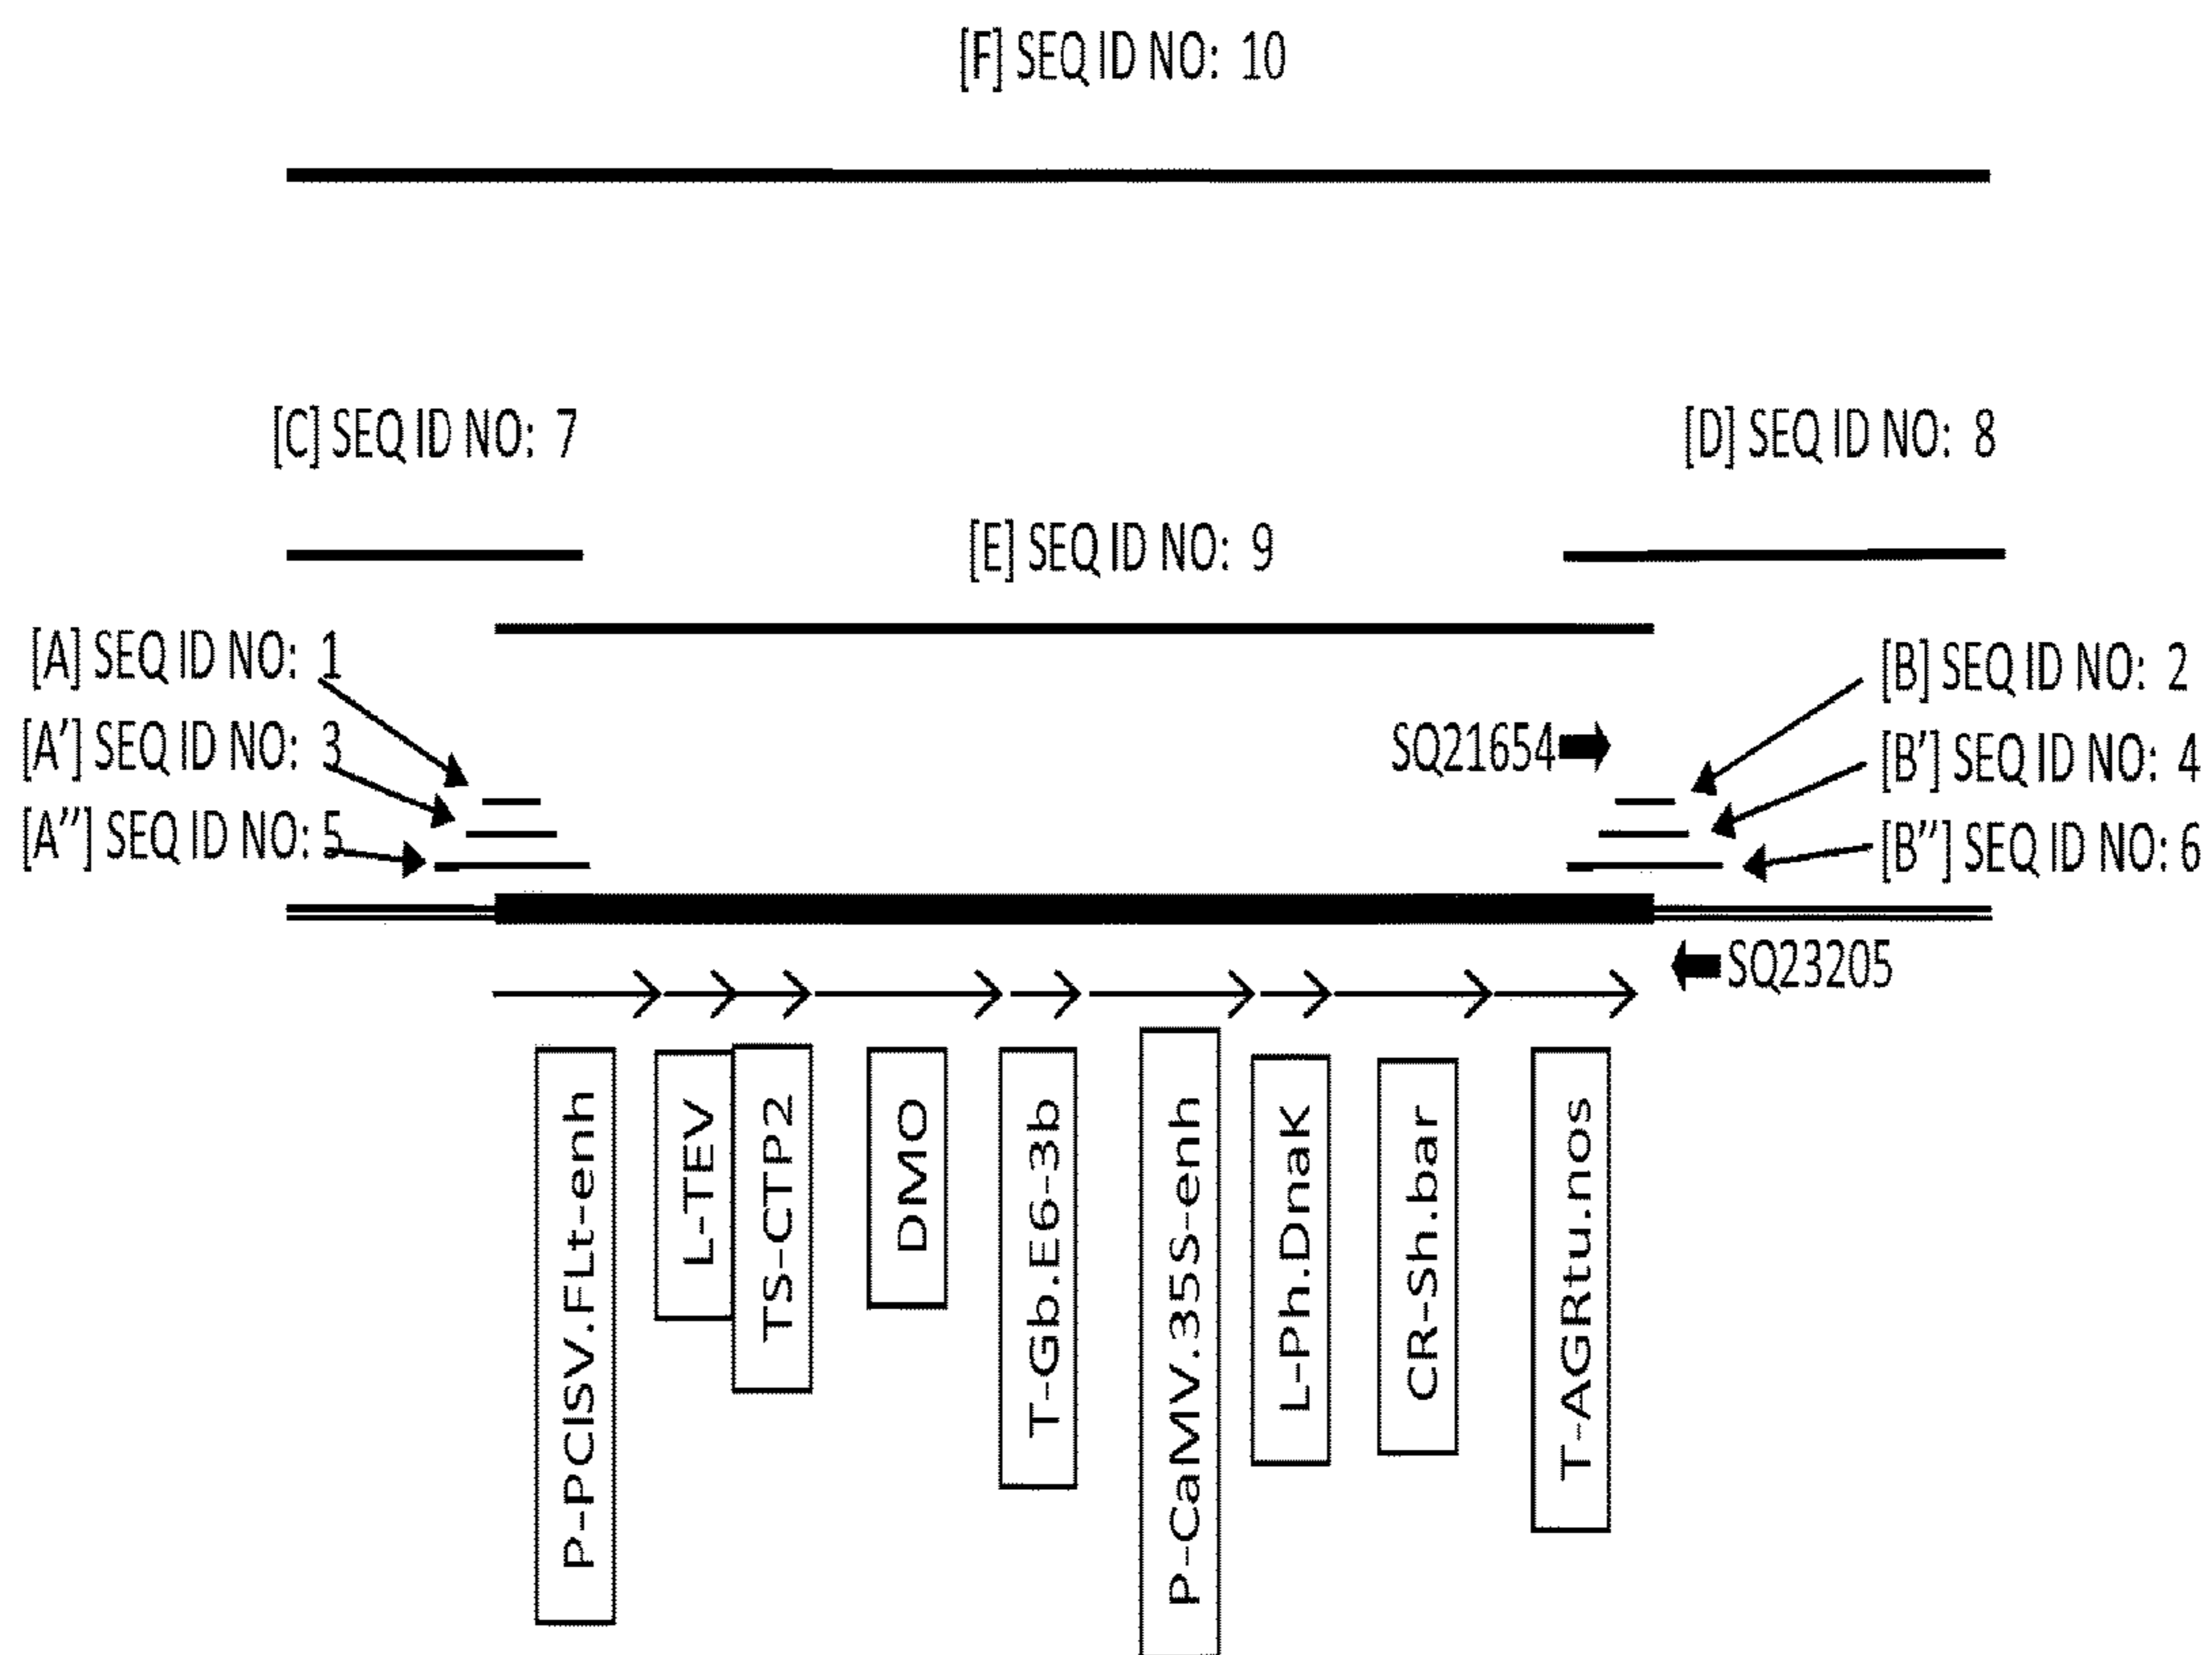 [F] SEQ ID NO: 10
[C] SEQ ID NO: 7
[D] SEQ ID NO: 8
[E] SEQ ID NO: 9
[A] SEQ ID NO: 1
[A′] SEQ ID NO: 3
[A′′] SEQ ID NO: 5
[B] SEQ ID NO: 2
[B′] SEQ ID NO: 4
[B′′] SEQ ID NO: 6
SQ21654
SQ23205
P-PCISV.FLt-enh
L-TEV
TS-CTP2
DMO
T-Gb.E6-3b
P-CaMV.35S-enh
L-Ph.DnaK
CR-Sh.bar
T-AGRtu.nos